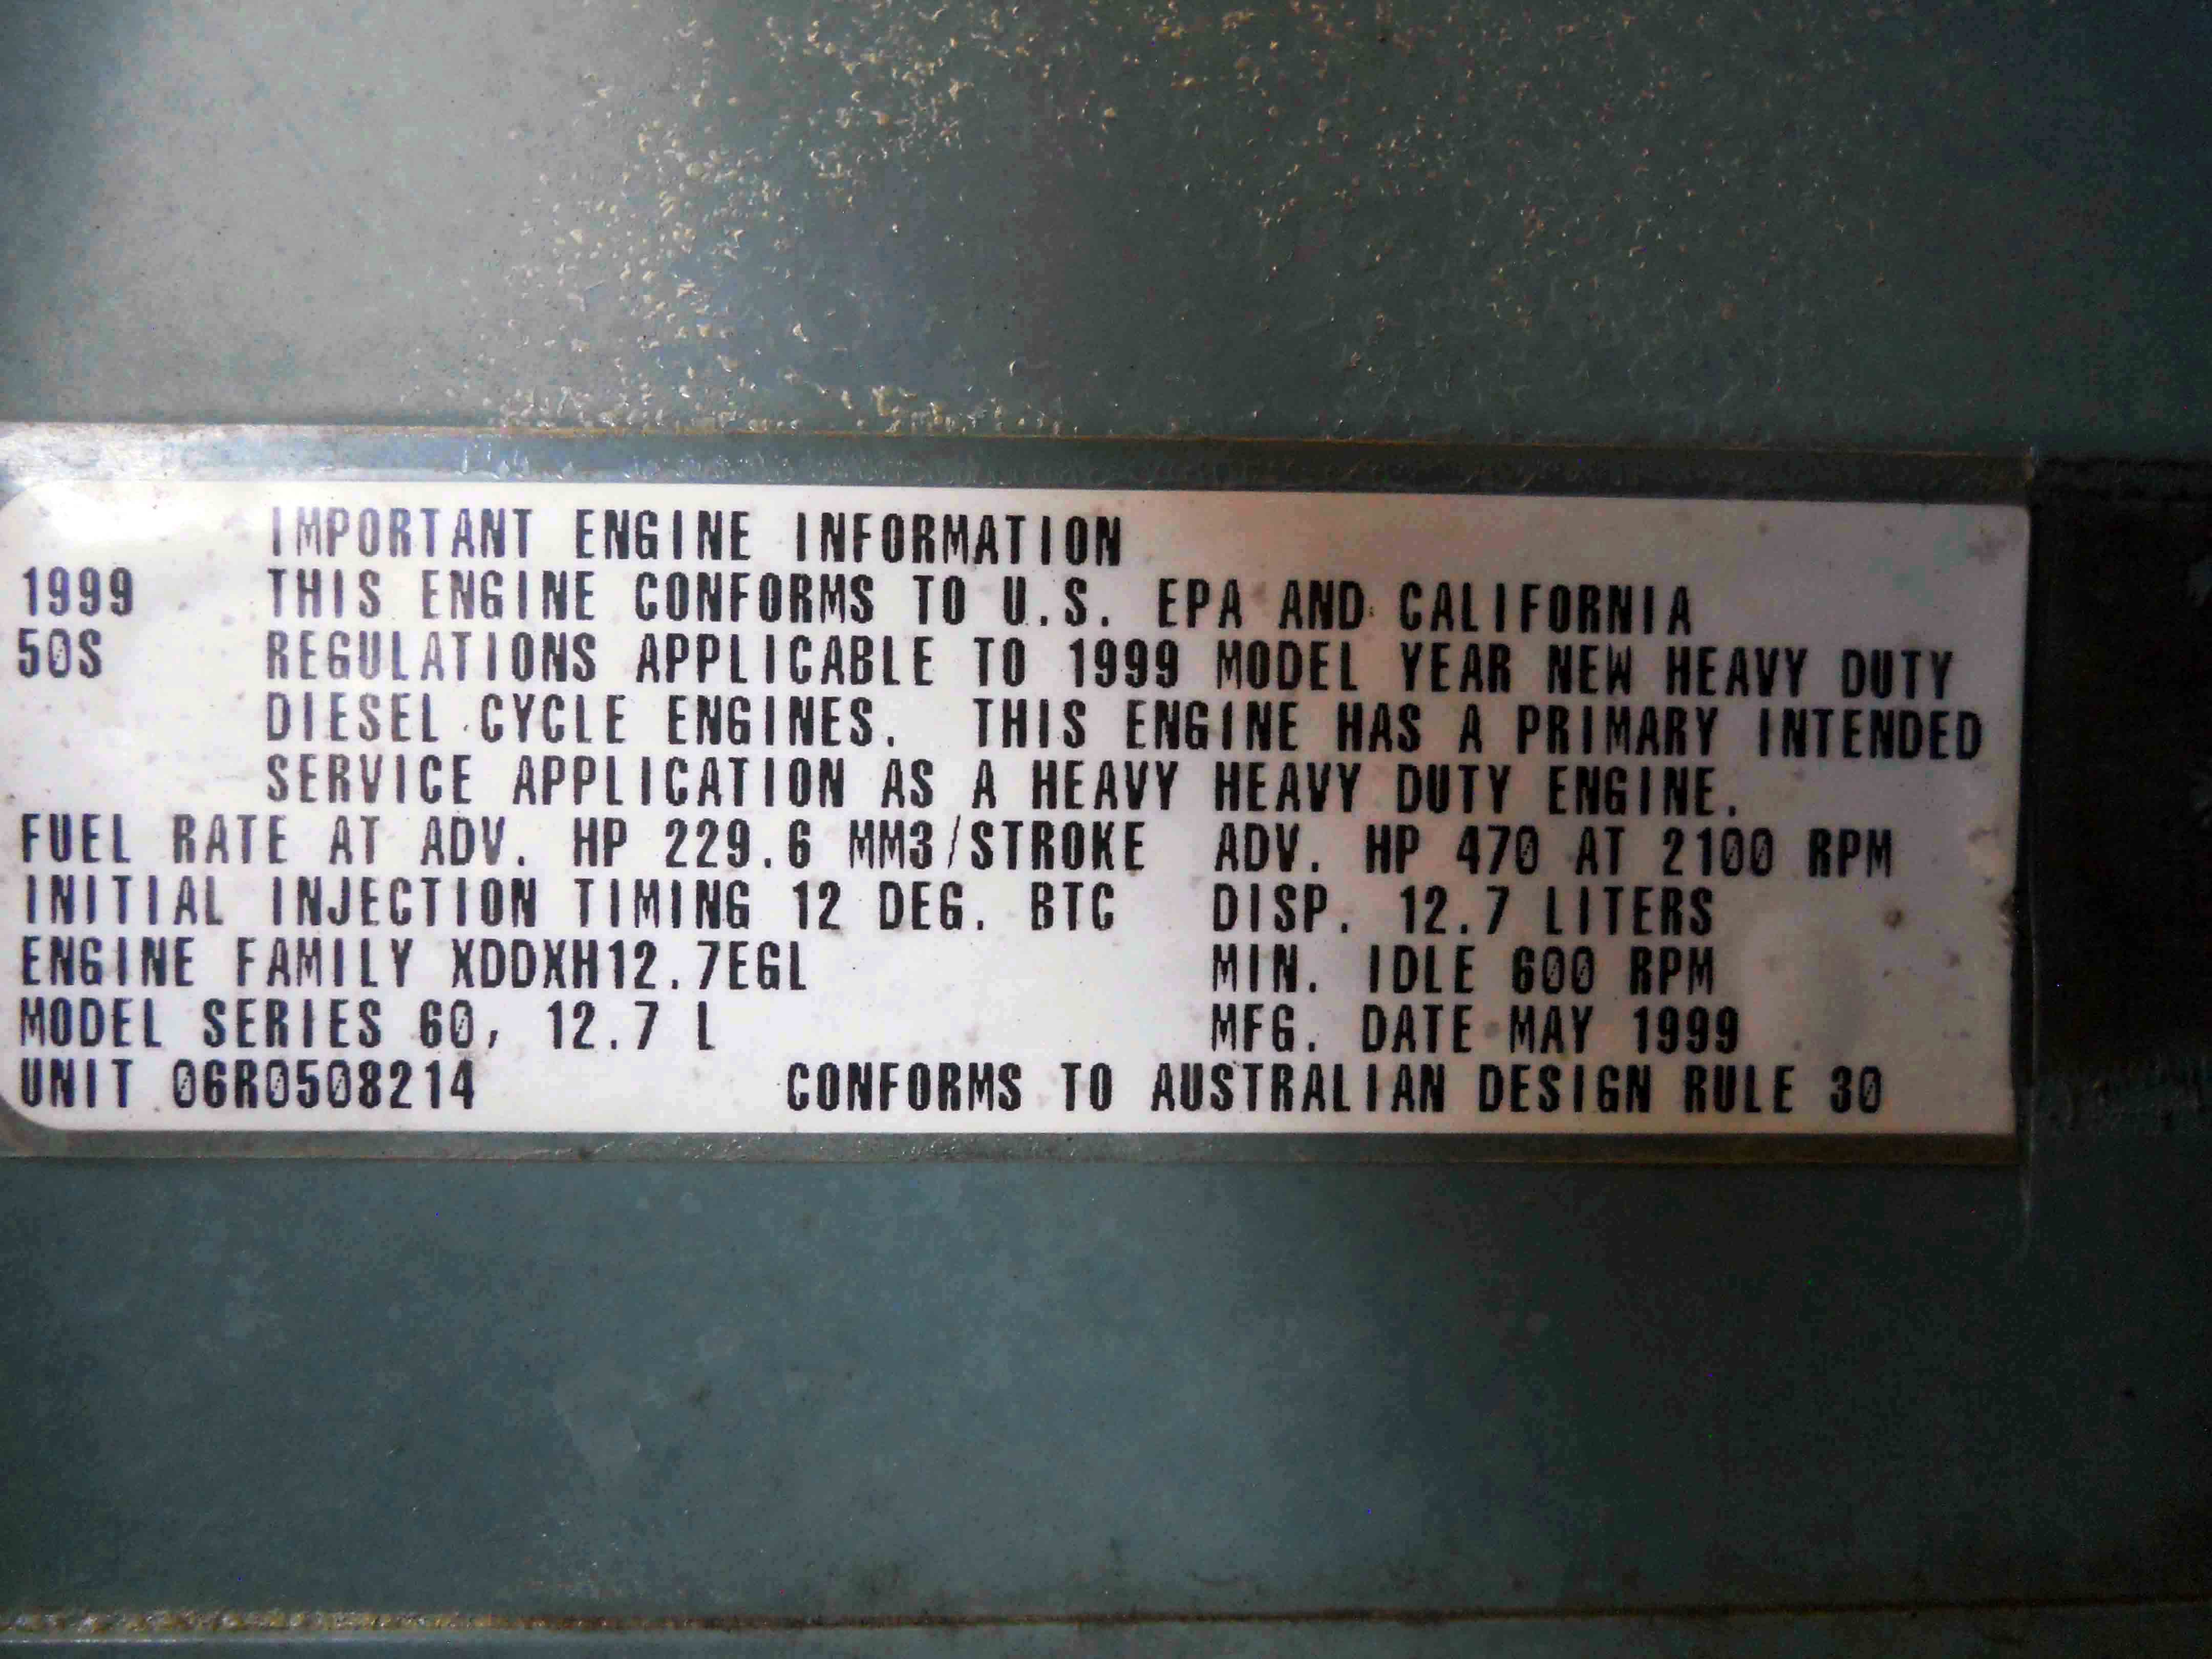 IMPORTANT ENGINE INFORMATION
1999 THIS ENGINE CONFORMS TO U.S. EPA AND CALIFORNIA
50S REGULATIONS APPLICABLE TO 1999 MODEL YEAR NEW HEAVY DUTY
DIESEL CYCLE ENGINES. THIS ENGINE HAS A PRIMARY INTENDED
SERVICE APPLICATION AS A HEAVY HEAVY DUTY ENGINE.
FUEL RATE AT ADV. HP 229.6 MM3/STROKE ADV. HP 470 AT 2100 RPM
INITIAL INJECTION TIMING 12 DEG. BTC DISP. 12.7 LITERS
ENGINE FAMILY XDDXH12.7EGL MIN. IDLE 600 RPM
MODEL SERIES 60, 12.7 L MFG. DATE MAY 1999
UNIT 06R0508214 CONFORMS TO AUSTRALIAN DESIGN RULE 30